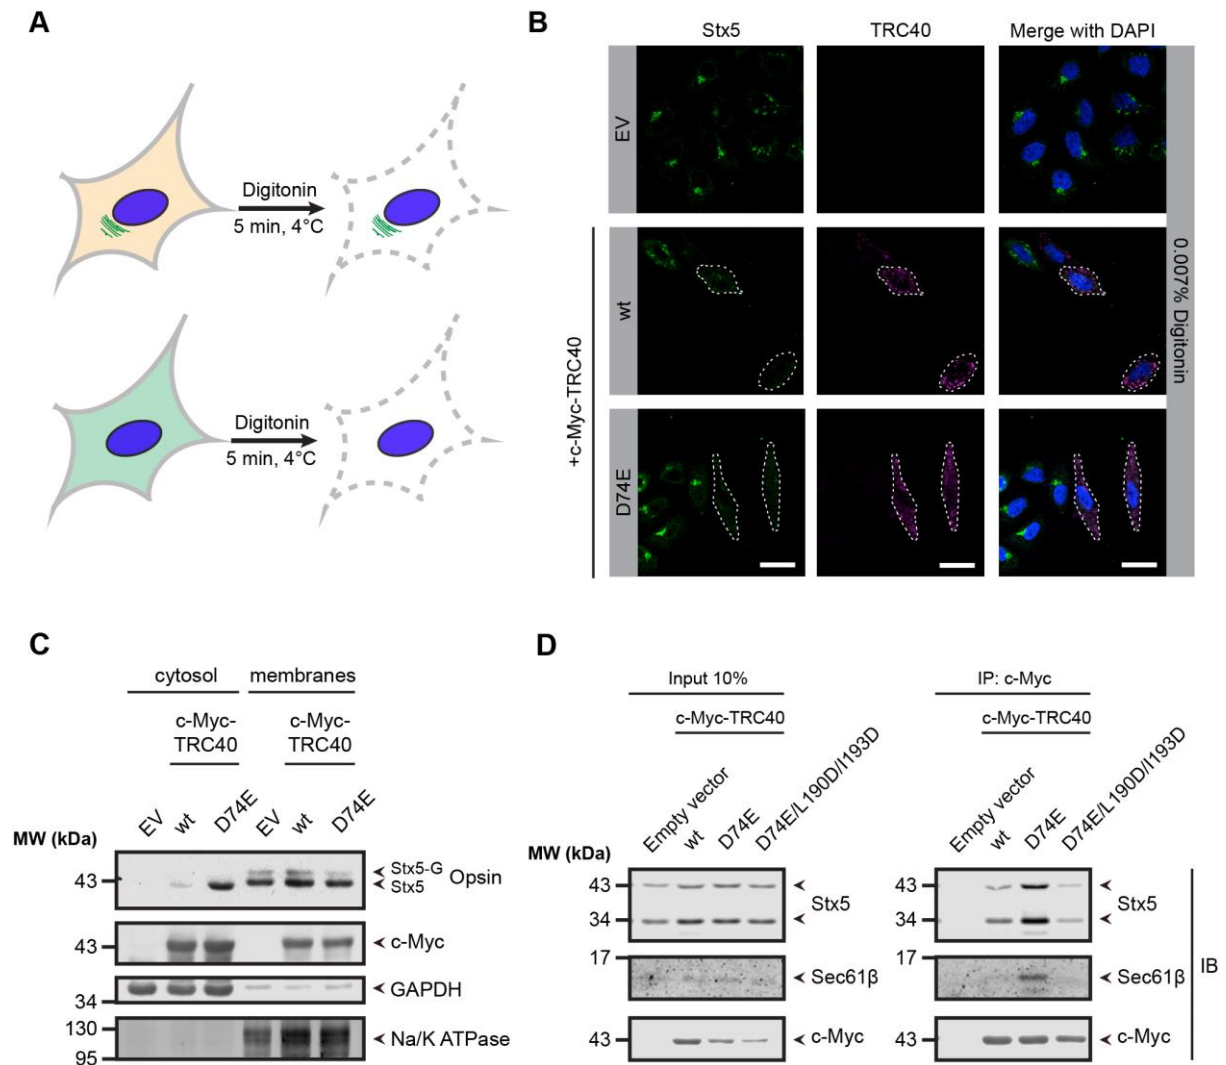 A
Digitonin
5 min, 4°C
Digitonin
5 min, 4°C
B
Stx5
TRC40
Merge with DAPI
EV
wt
D74E
+c-Myc-TRC40
0.007% Digitonin
C
cytosol
membranes
c-Myc-
TRC40
c-Myc-
TRC40
EV
wt
D74E
EV
wt
D74E
MW (kDa)
43
Stx5-G
Stx5
Opsin
43
c-Myc
34
GAPDH
130
95
Na/K ATPase
D
Input 10%
IP: c-Myc
c-Myc-TRC40
c-Myc-TRC40
Empty vector
wt
D74E
D74E/L190D/I193D
Empty vector
wt
D74E
D74E/L190D/I193D
MW (kDa)
43
34
Stx5
43
34
Stx5
17
Sec61β
17
Sec61β
43
c-Myc
43
c-Myc
IB